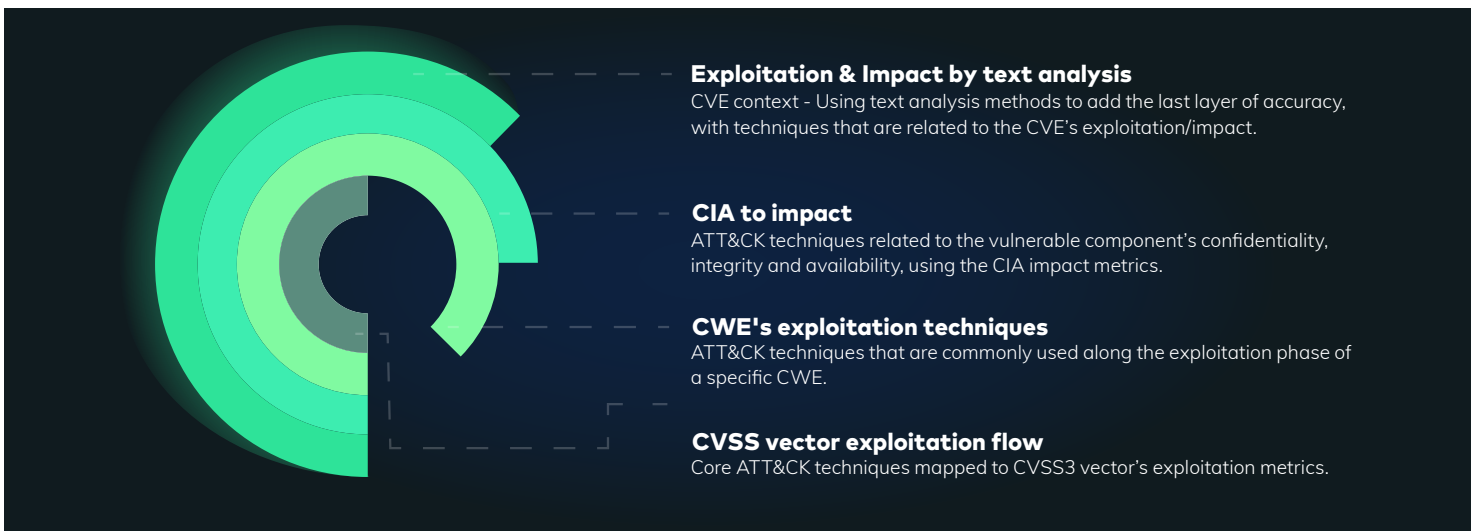 Exploitation & Impact by text analysis
CVE context - Using text analysis methods to add the last layer of accuracy,
with techniques that are related to the CVE’s exploitation/impact.
CIA to impact
ATT&CK techniques related to the vulnerable component’s confidentiality,
integrity and availability, using the CIA impact metrics.
CWE's exploitation techniques
ATT&CK techniques that are commonly used along the exploitation phase of
a specific CWE.
CVSS vector exploitation flow
Core ATT&CK techniques mapped to CVSS3 vector’s exploitation metrics.